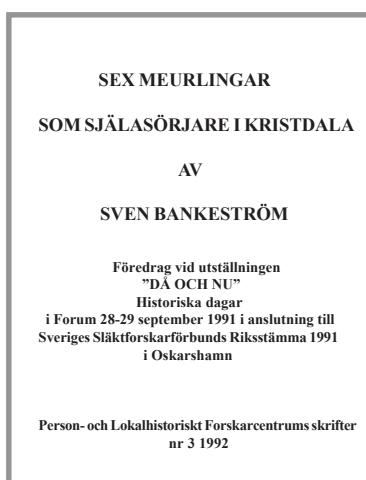 SEX MEURLINGAR
SOM SJÄLASÖRJARE I KRISTDALA
AV
SVEN BANKESTRÖM
Föredrag vid utställningen
”DÅ OCH NU”
Historiska dagar
i Forum 28-29 september 1991 i anslutning till
Sveriges Släktforskarförbunds Riksstämma 1991
i Oskarshamn
Person- och Lokalhistoriskt Forskarcentrums skrifter
nr 3 1992